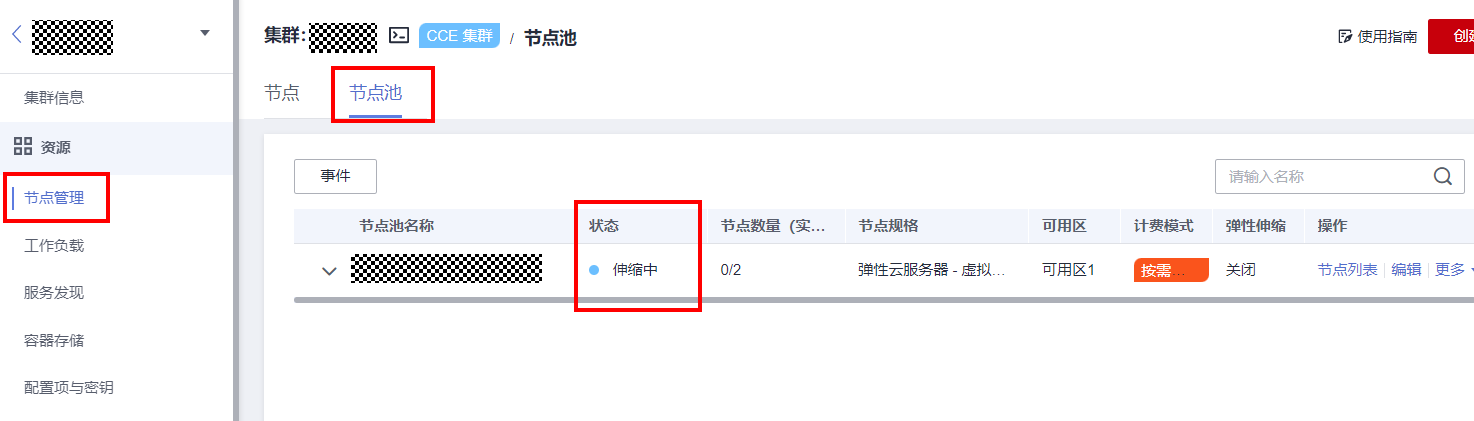 集群: CCE 集群 / 节点池
使用指南
集群信息
资源
节点管理
工作负载
服务发现
容器存储
配置项与密钥
节点 节点池
事件
请输入名称
节点池名称 状态 节点数量（实... 节点规格 可用区 计费模式 弹性伸缩 操作
伸缩中 0/2 弹性云服务器 - 虚拟... 可用区1 按需... 关闭 节点列表 编辑 更多